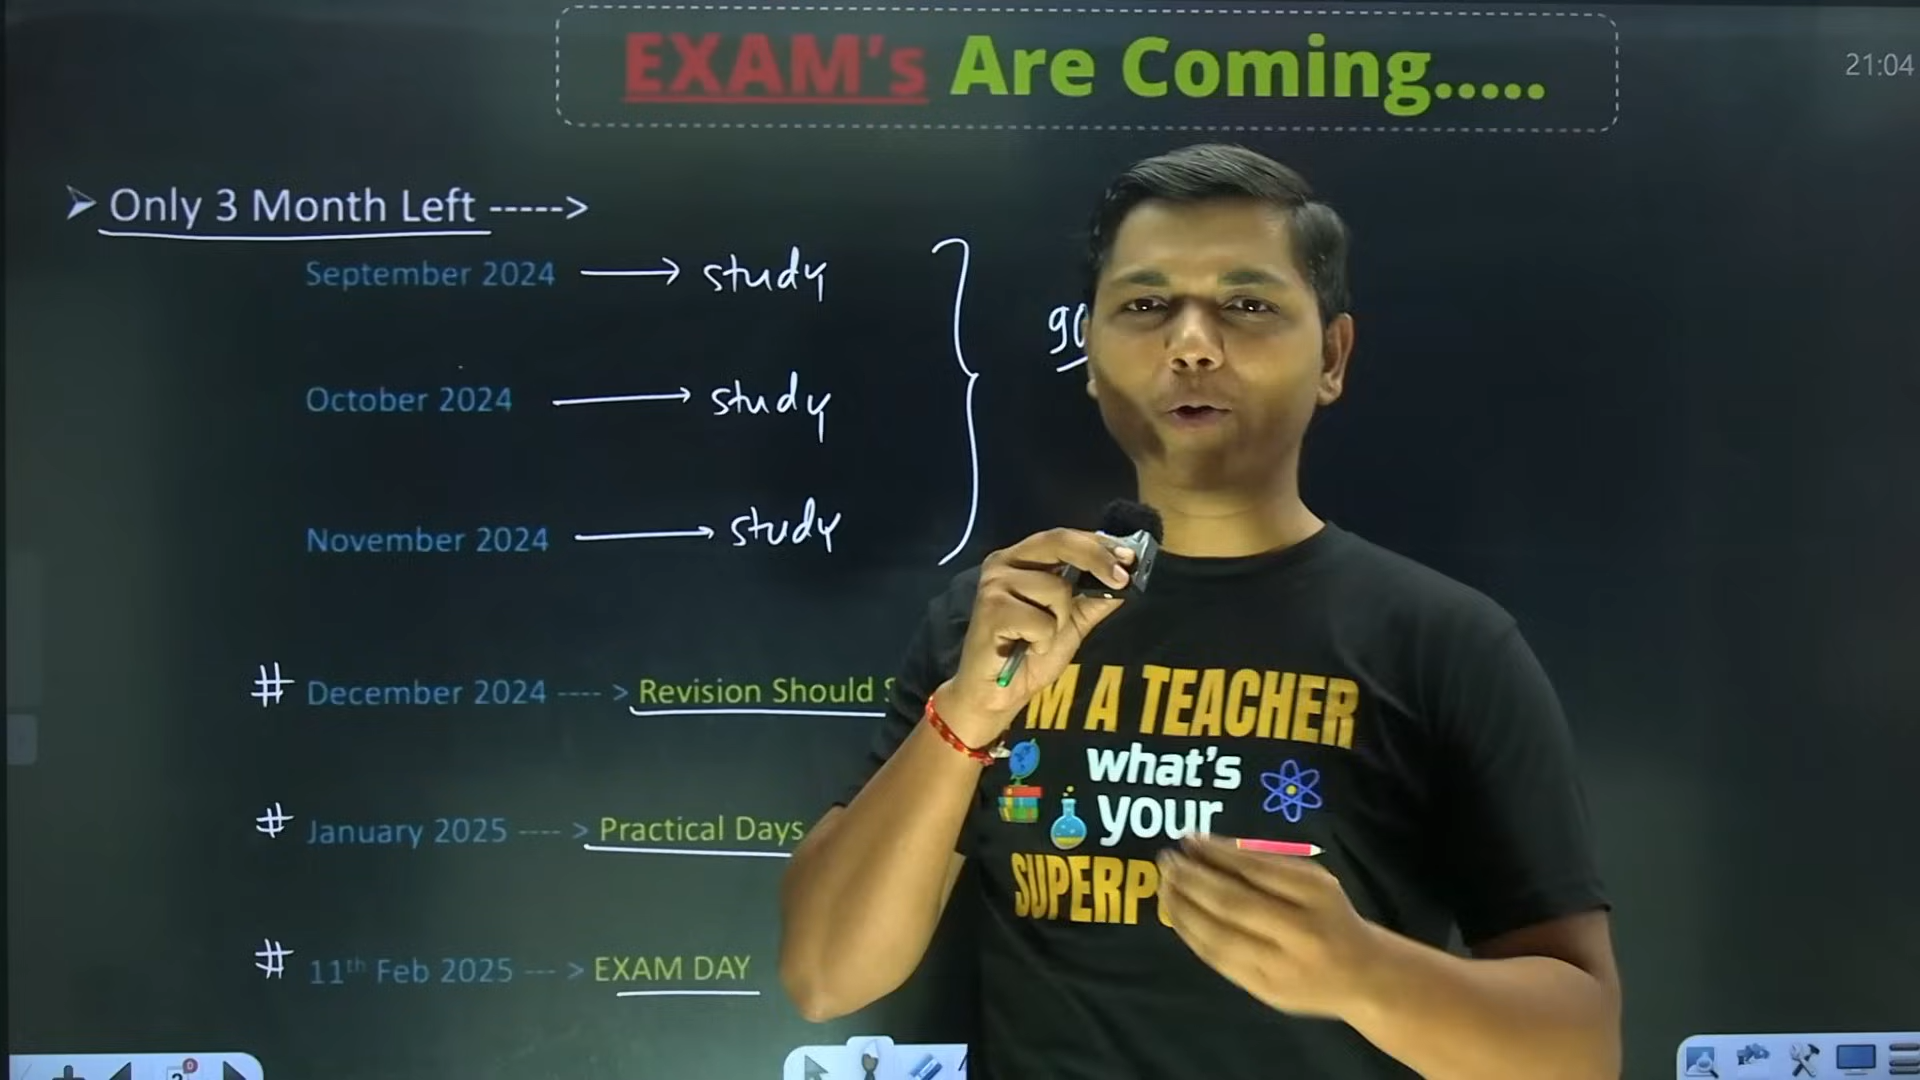 EXAM's Are Coming.....
21:04
Only 3 Month Left ----->
September 2024 → study
October 2024 → study
November 2024 → study
90
# December 2024 ---- > Revision Should
# January 2025 ---- > Practical Days
# 11th Feb 2025 --- > EXAM DAY
M A TEACHER
what's
your
SUPERP